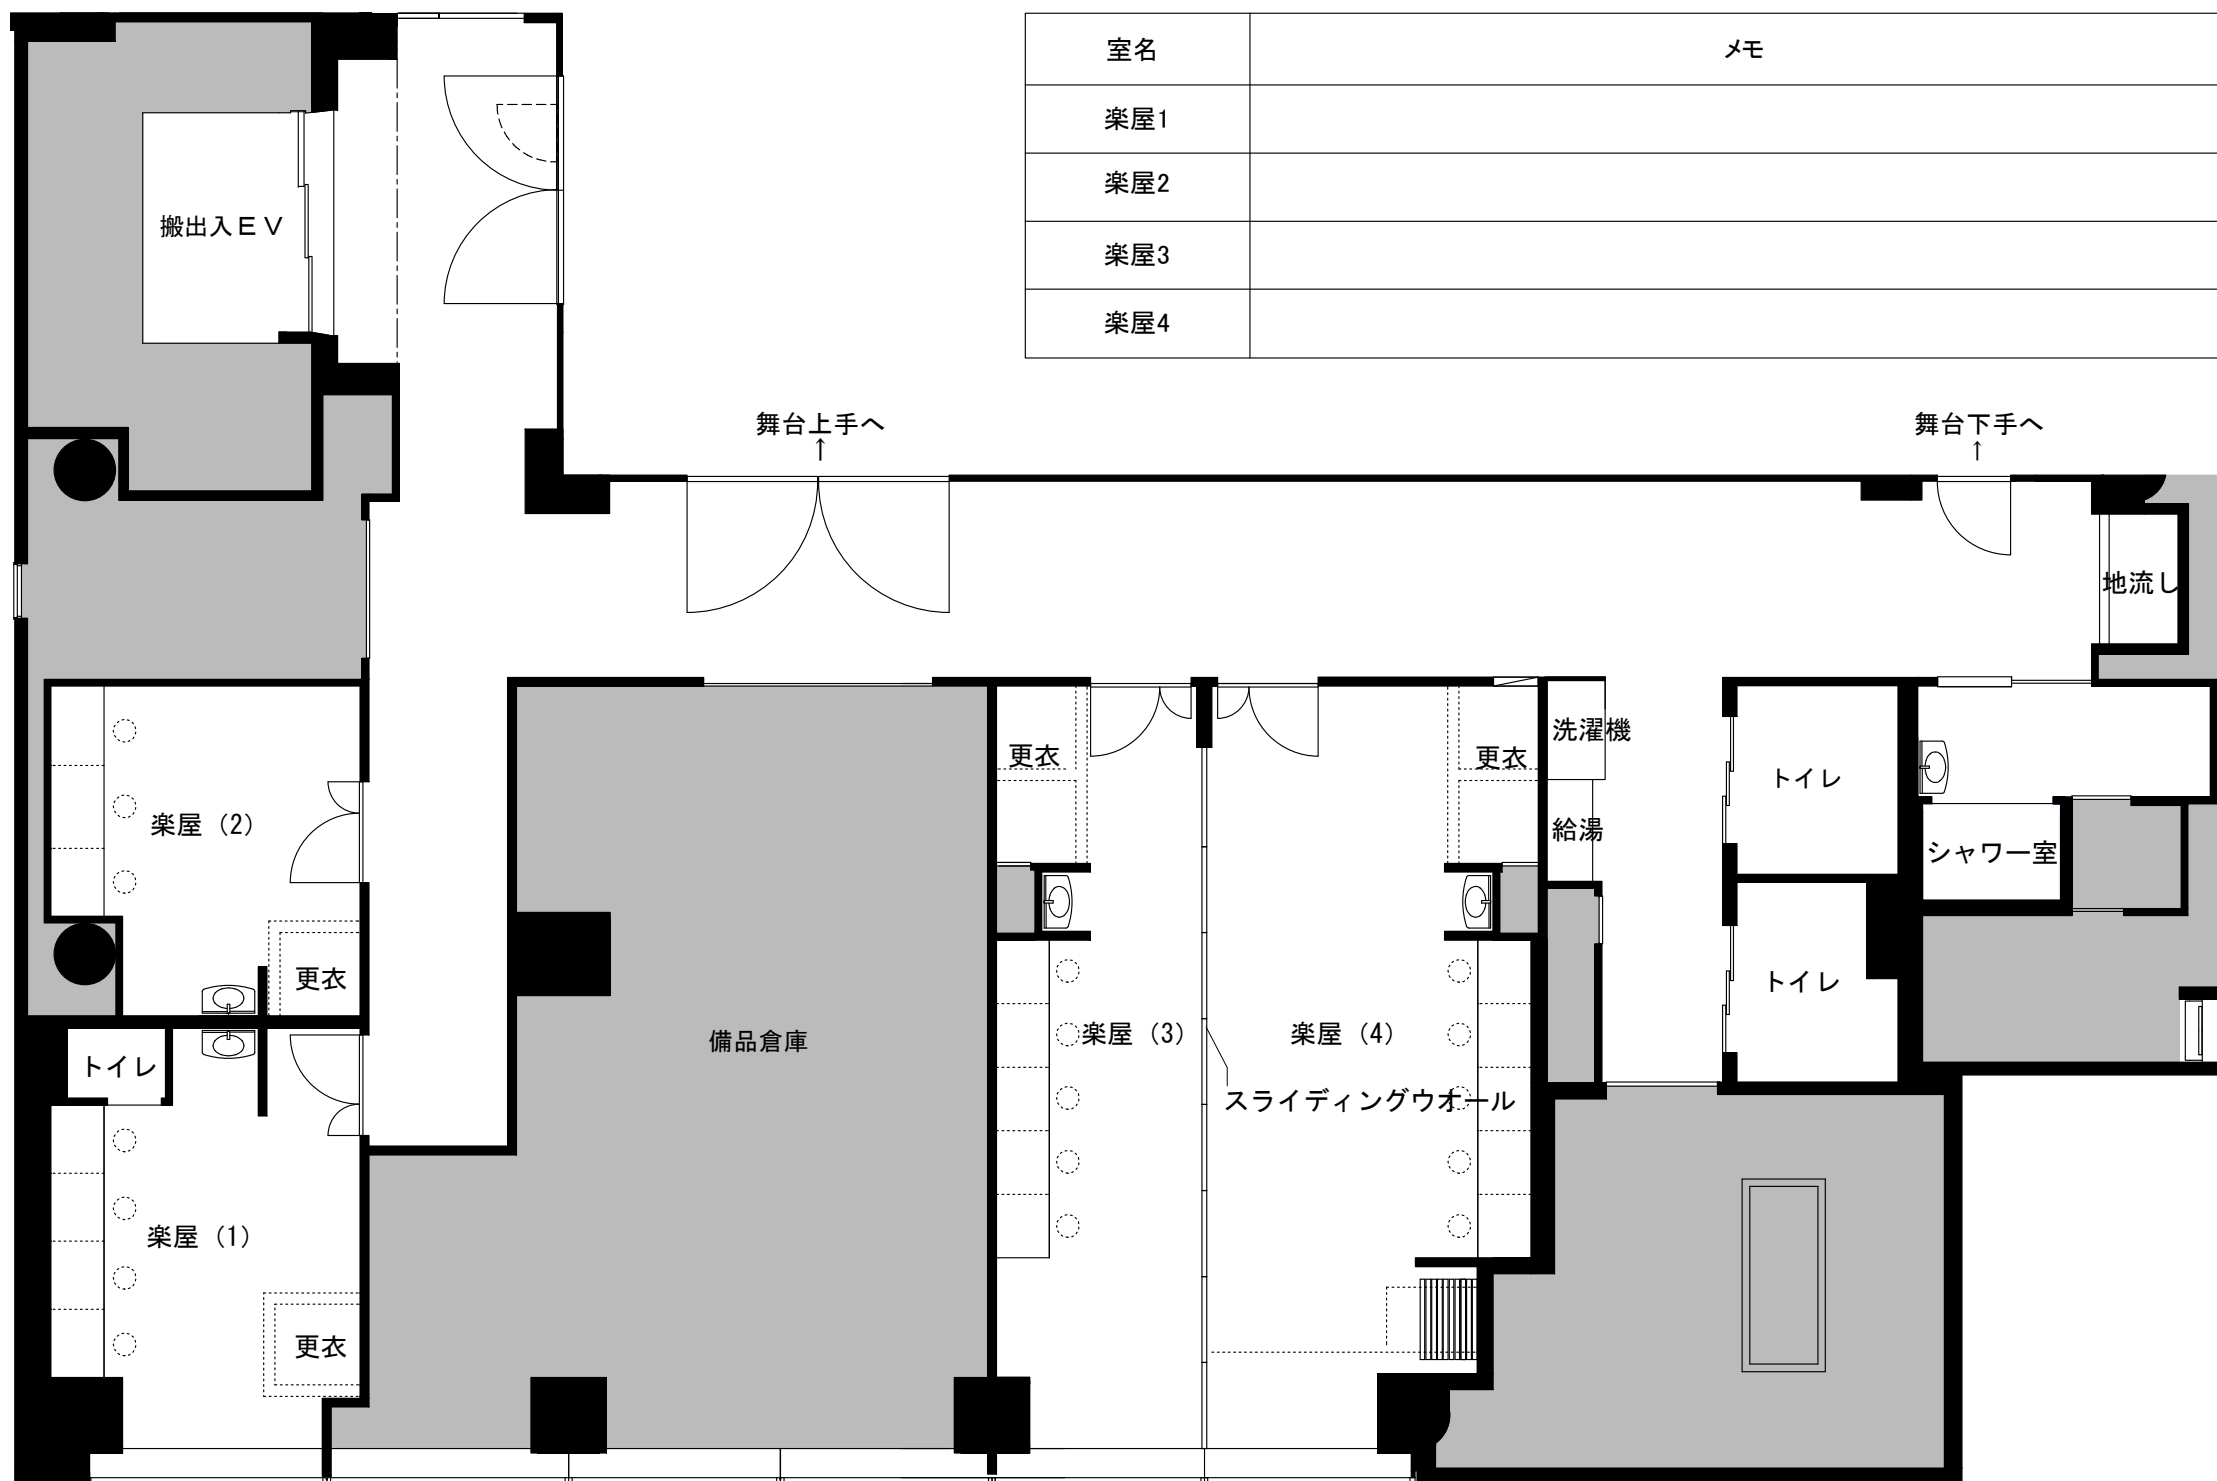 室名 メモ
楽屋1
楽屋2
楽屋3
楽屋4
搬出入ＥＶ
舞台上手へ
↑
舞台下手へ
↑
地流し
更衣
更衣
洗濯機
トイレ
楽屋（2）
給湯
シャワー室
更衣
トイレ
備品倉庫
楽屋（3）
楽屋（4）
トイレ
スライディングウオール
楽屋（1）
更衣